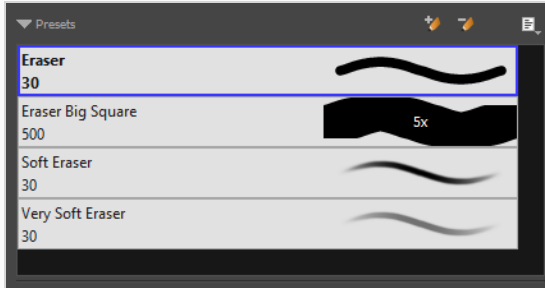 Presets
Eraser
30
Eraser Big Square
500
5x
Soft Eraser
30
Very Soft Eraser
30